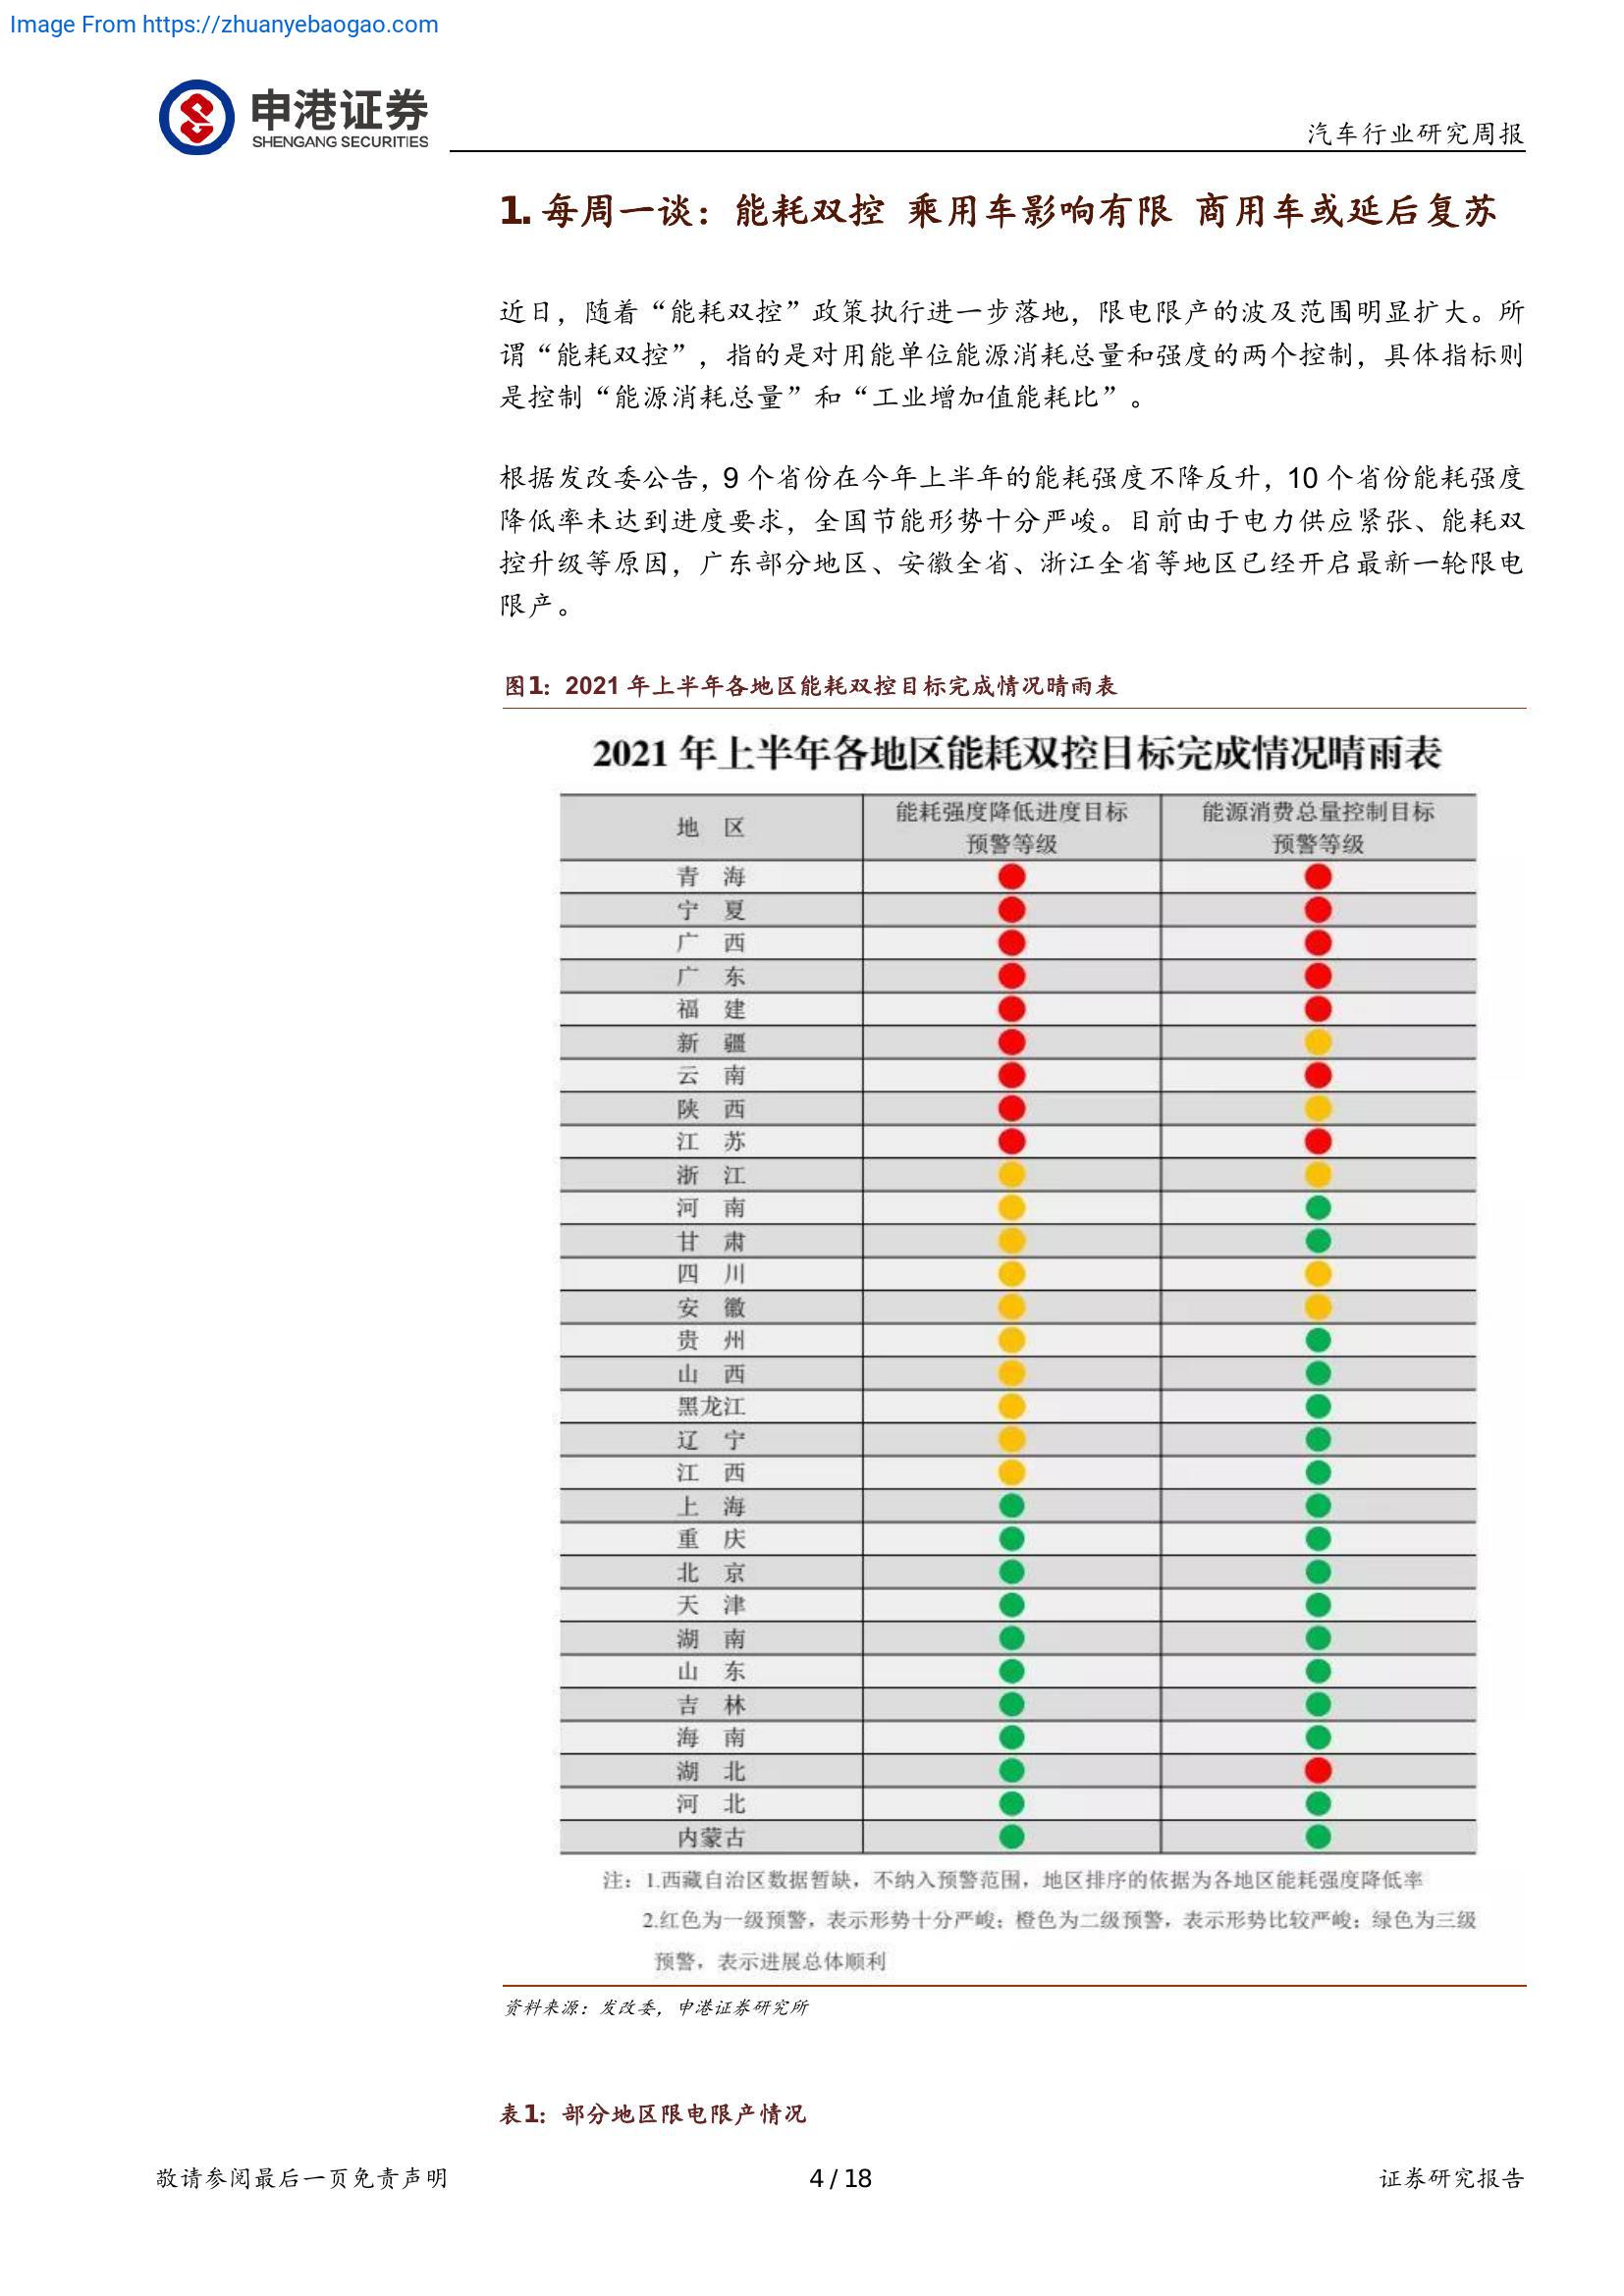 Image From https://zhuanyebaogao.com
申港证券
SHENGANG SECURITIES
汽车行业研究周报
1. 每周一谈：能耗双控 乘用车影响有限 商用车或延后复苏
近日，随着“能耗双控”政策执行进一步落地，限电限产的波及范围明显扩大。所
谓“能耗双控”，指的是对用能单位能源消耗总量和强度的两个控制，具体指标则
是控制“能源消耗总量”和“工业增加值能耗比”。
根据发改委公告，9 个省份在今年上半年的能耗强度不降反升，10 个省份能耗强度
降低率未达到进度要求，全国节能形势十分严峻。目前由于电力供应紧张、能耗双
控升级等原因，广东部分地区、安徽全省、浙江全省等地区已经开启最新一轮限电
限产。
图1：2021 年上半年各地区能耗双控目标完成情况晴雨表
2021 年上半年各地区能耗双控目标完成情况晴雨表
地 区 能耗强度降低进度目标预警等级 能源消费总量控制目标预警等级
青 海
宁 夏
广 西
广 东
福 建
新 疆
云 南
陕 西
江 苏
浙 江
河 南
甘 肃
四 川
安 徽
贵 州
山 西
黑龙江
辽 宁
江 西
上 海
重 庆
北 京
天 津
湖 南
山 东
吉 林
海 南
湖 北
河 北
内蒙古
注：1.西藏自治区数据暂缺，不纳入预警范围，地区排序的依据为各地区能耗强度降低率
2.红色为一级预警，表示形势十分严峻；橙色为二级预警，表示形势比较严峻；绿色为三级
预警，表示进展总体顺利
资料来源：发改委，申港证券研究所
表1：部分地区限电限产情况
敬请参阅最后一页免责声明
4 / 18
证券研究报告